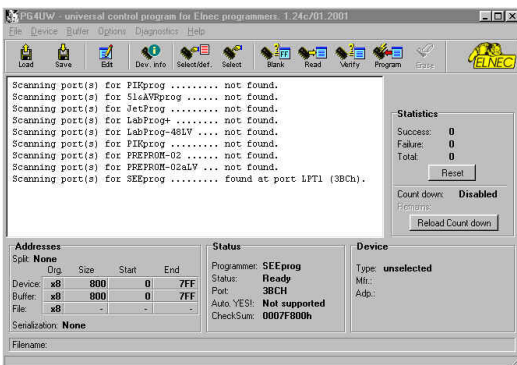 PG4UW - universal control program for Elnec programmers. 1.24c/01.2001
File Device Buffer Options Diagnostics Help
Load Save Edit Dev. info Select/def. Select Blank Read Verify Program Erase ELNEC
Scanning port(s) for PIKprog ......... not found.
Scanning port(s) for 51&AVRprog ...... not found.
Scanning port(s) for JetProg ......... not found.
Scanning port(s) for LabProg+ ........ not found.
Scanning port(s) for LabProg-48LV .... not found.
Scanning port(s) for PIKprog ......... not found.
Scanning port(s) for PREPROM-02 ...... not found.
Scanning port(s) for PREPROM-02aLV ... not found.
Scanning port(s) for SEEprog ......... found at port LPT1 (3BCh).
Statistics
Success: 0
Failure: 0
Total: 0
Reset
Count down: Disabled
Remains:
Reload Count down
Addresses
Split: None
Org. Size Start End
Device: x8 800 0 7FF
Buffer: x8 800 0 7FF
File: x8 - - -
Serialization: None
Status
Programmer: SEEprog
Status: Ready
Port: 3BCH
Auto. YES!: Not supported
CheckSum: 0007F800h
Device
Type: unselected
Mfr.:
Adp.:
Filename: